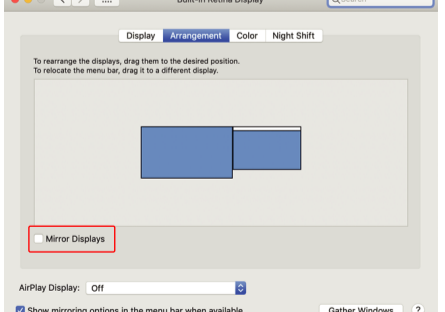 Built-in Retina Display
Search
Display Arrangement Color Night Shift
To rearrange the displays, drag them to the desired position.
To relocate the menu bar, drag it to a different display.
Mirror Displays
AirPlay Display: Off
Show mirroring options in the menu bar when available
Gather Windows ?